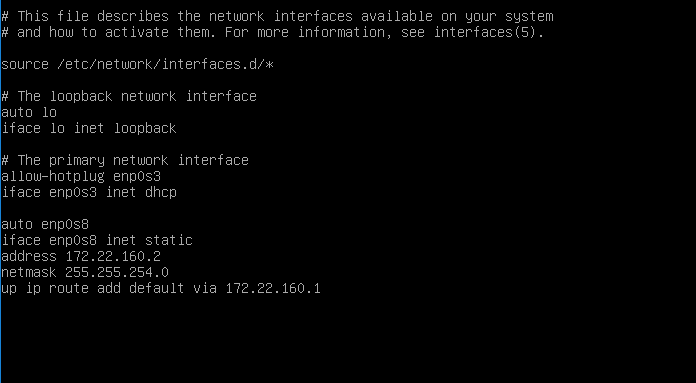 # This file describes the network interfaces available on your system
# and how to activate them. For more information, see interfaces(5).
source /etc/network/interfaces.d/*
# The loopback network interface
auto lo
iface lo inet loopback
# The primary network interface
allow-hotplug enp0s3
iface enp0s3 inet dhcp
auto enp0s8
iface enp0s8 inet static
address 172.22.160.2
netmask 255.255.254.0
up ip route add default via 172.22.160.1